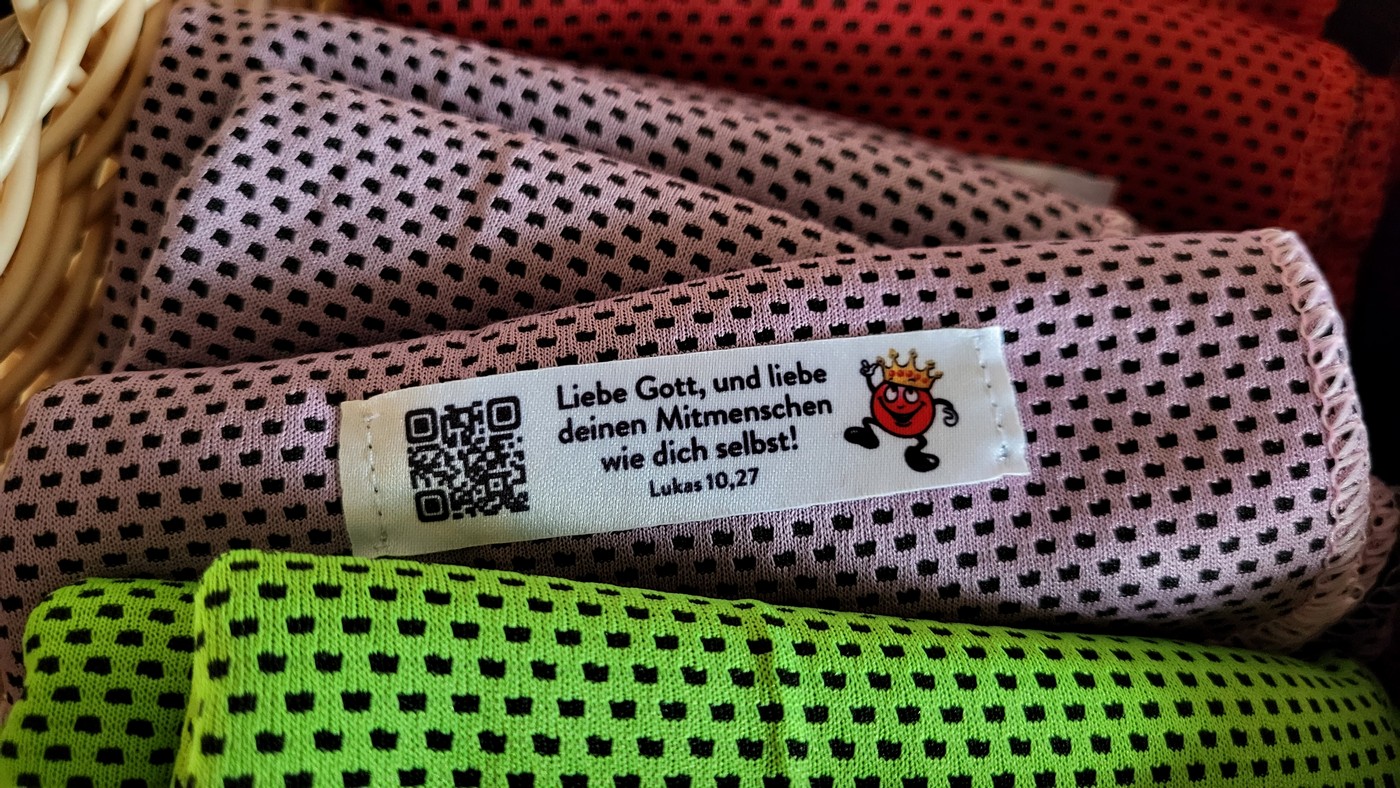 Liebe Gott, und liebe
deinen Mitmenschen
wie dich selbst!
Lukas 10,27